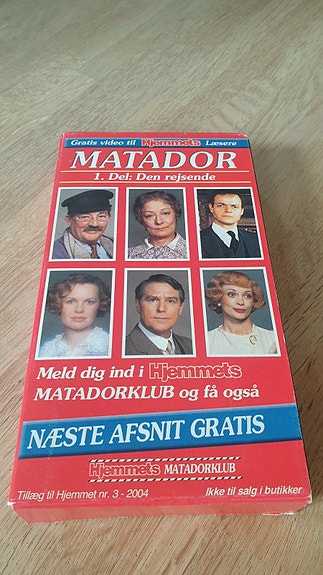 Gratis video til Hjemmets Læsere
MATADOR
1. Del: Den rejsende
Meld dig ind i Hjemmets
MATADORKLUB og få også
NÆSTE AFSNIT GRATIS
Hjemmets MATADORKLUB
Tillæg til Hjemmet nr. 3 - 2004 Ikke til salg i butikker